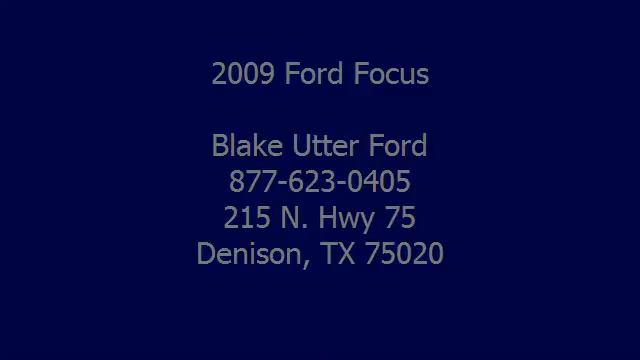 2009 Ford Focus
Blake Utter Ford
877-623-0405
215 N. Hwy 75
Denison, TX 75020